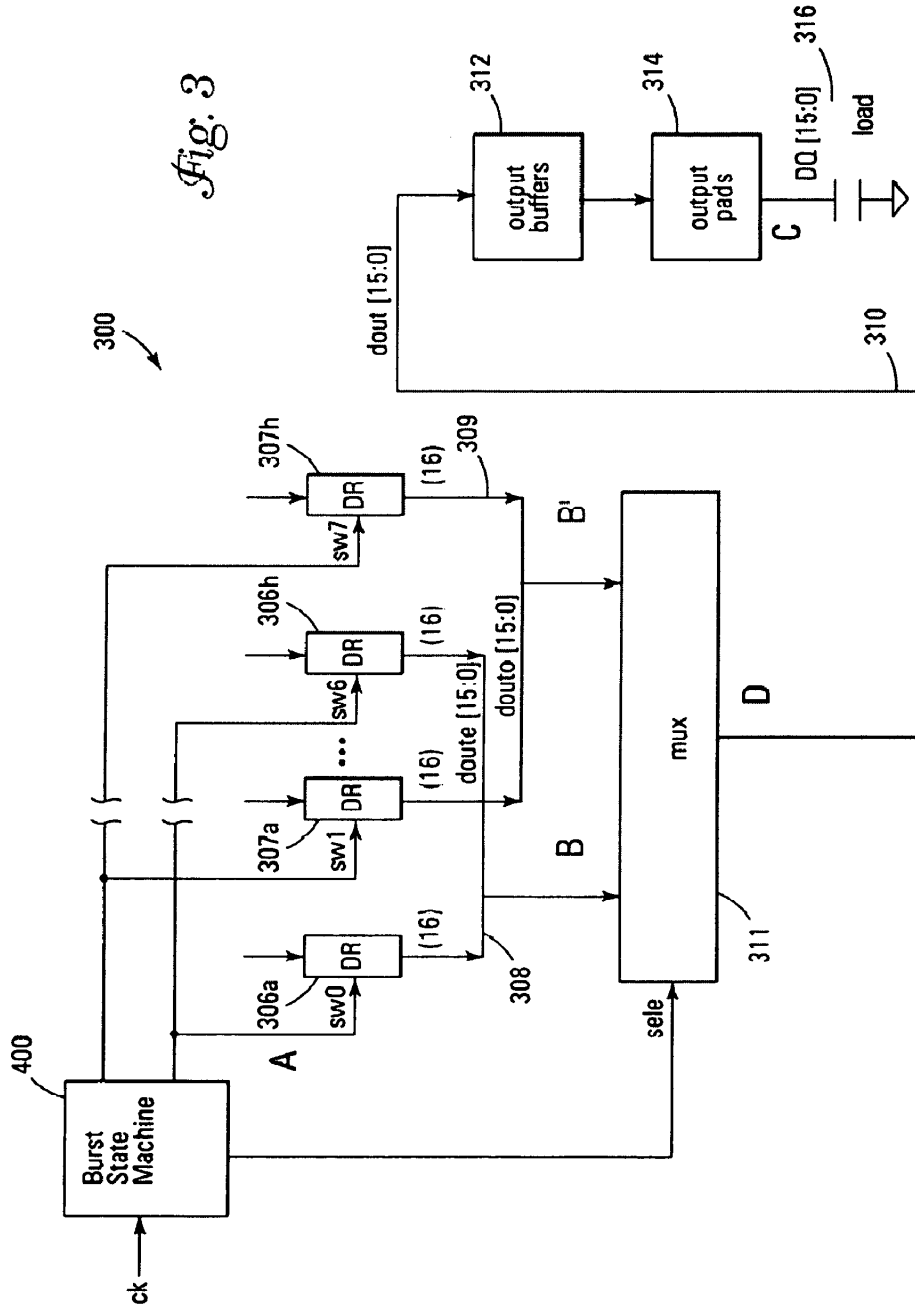 Fig. 3
300
400
Burst
State
Machine
ck
A
306a
DR
sw0
(16)
307a
DR
sw1
(16)
...
306h
DR
sw6
(16)
307h
DR
sw7
(16)
309
308
doute [15:0]
douto [15:0]
B
B'
sele
mux
311
D
310
dout [15:0]
output
buffers
312
output
pads
314
C
DQ [15:0]
316
load